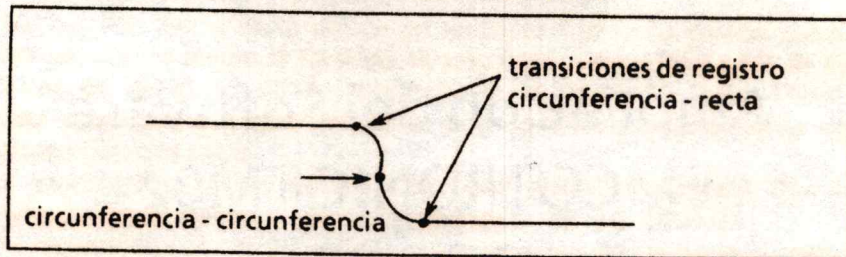 transiciones de registro
circunferencia - recta
circunferencia - circunferencia